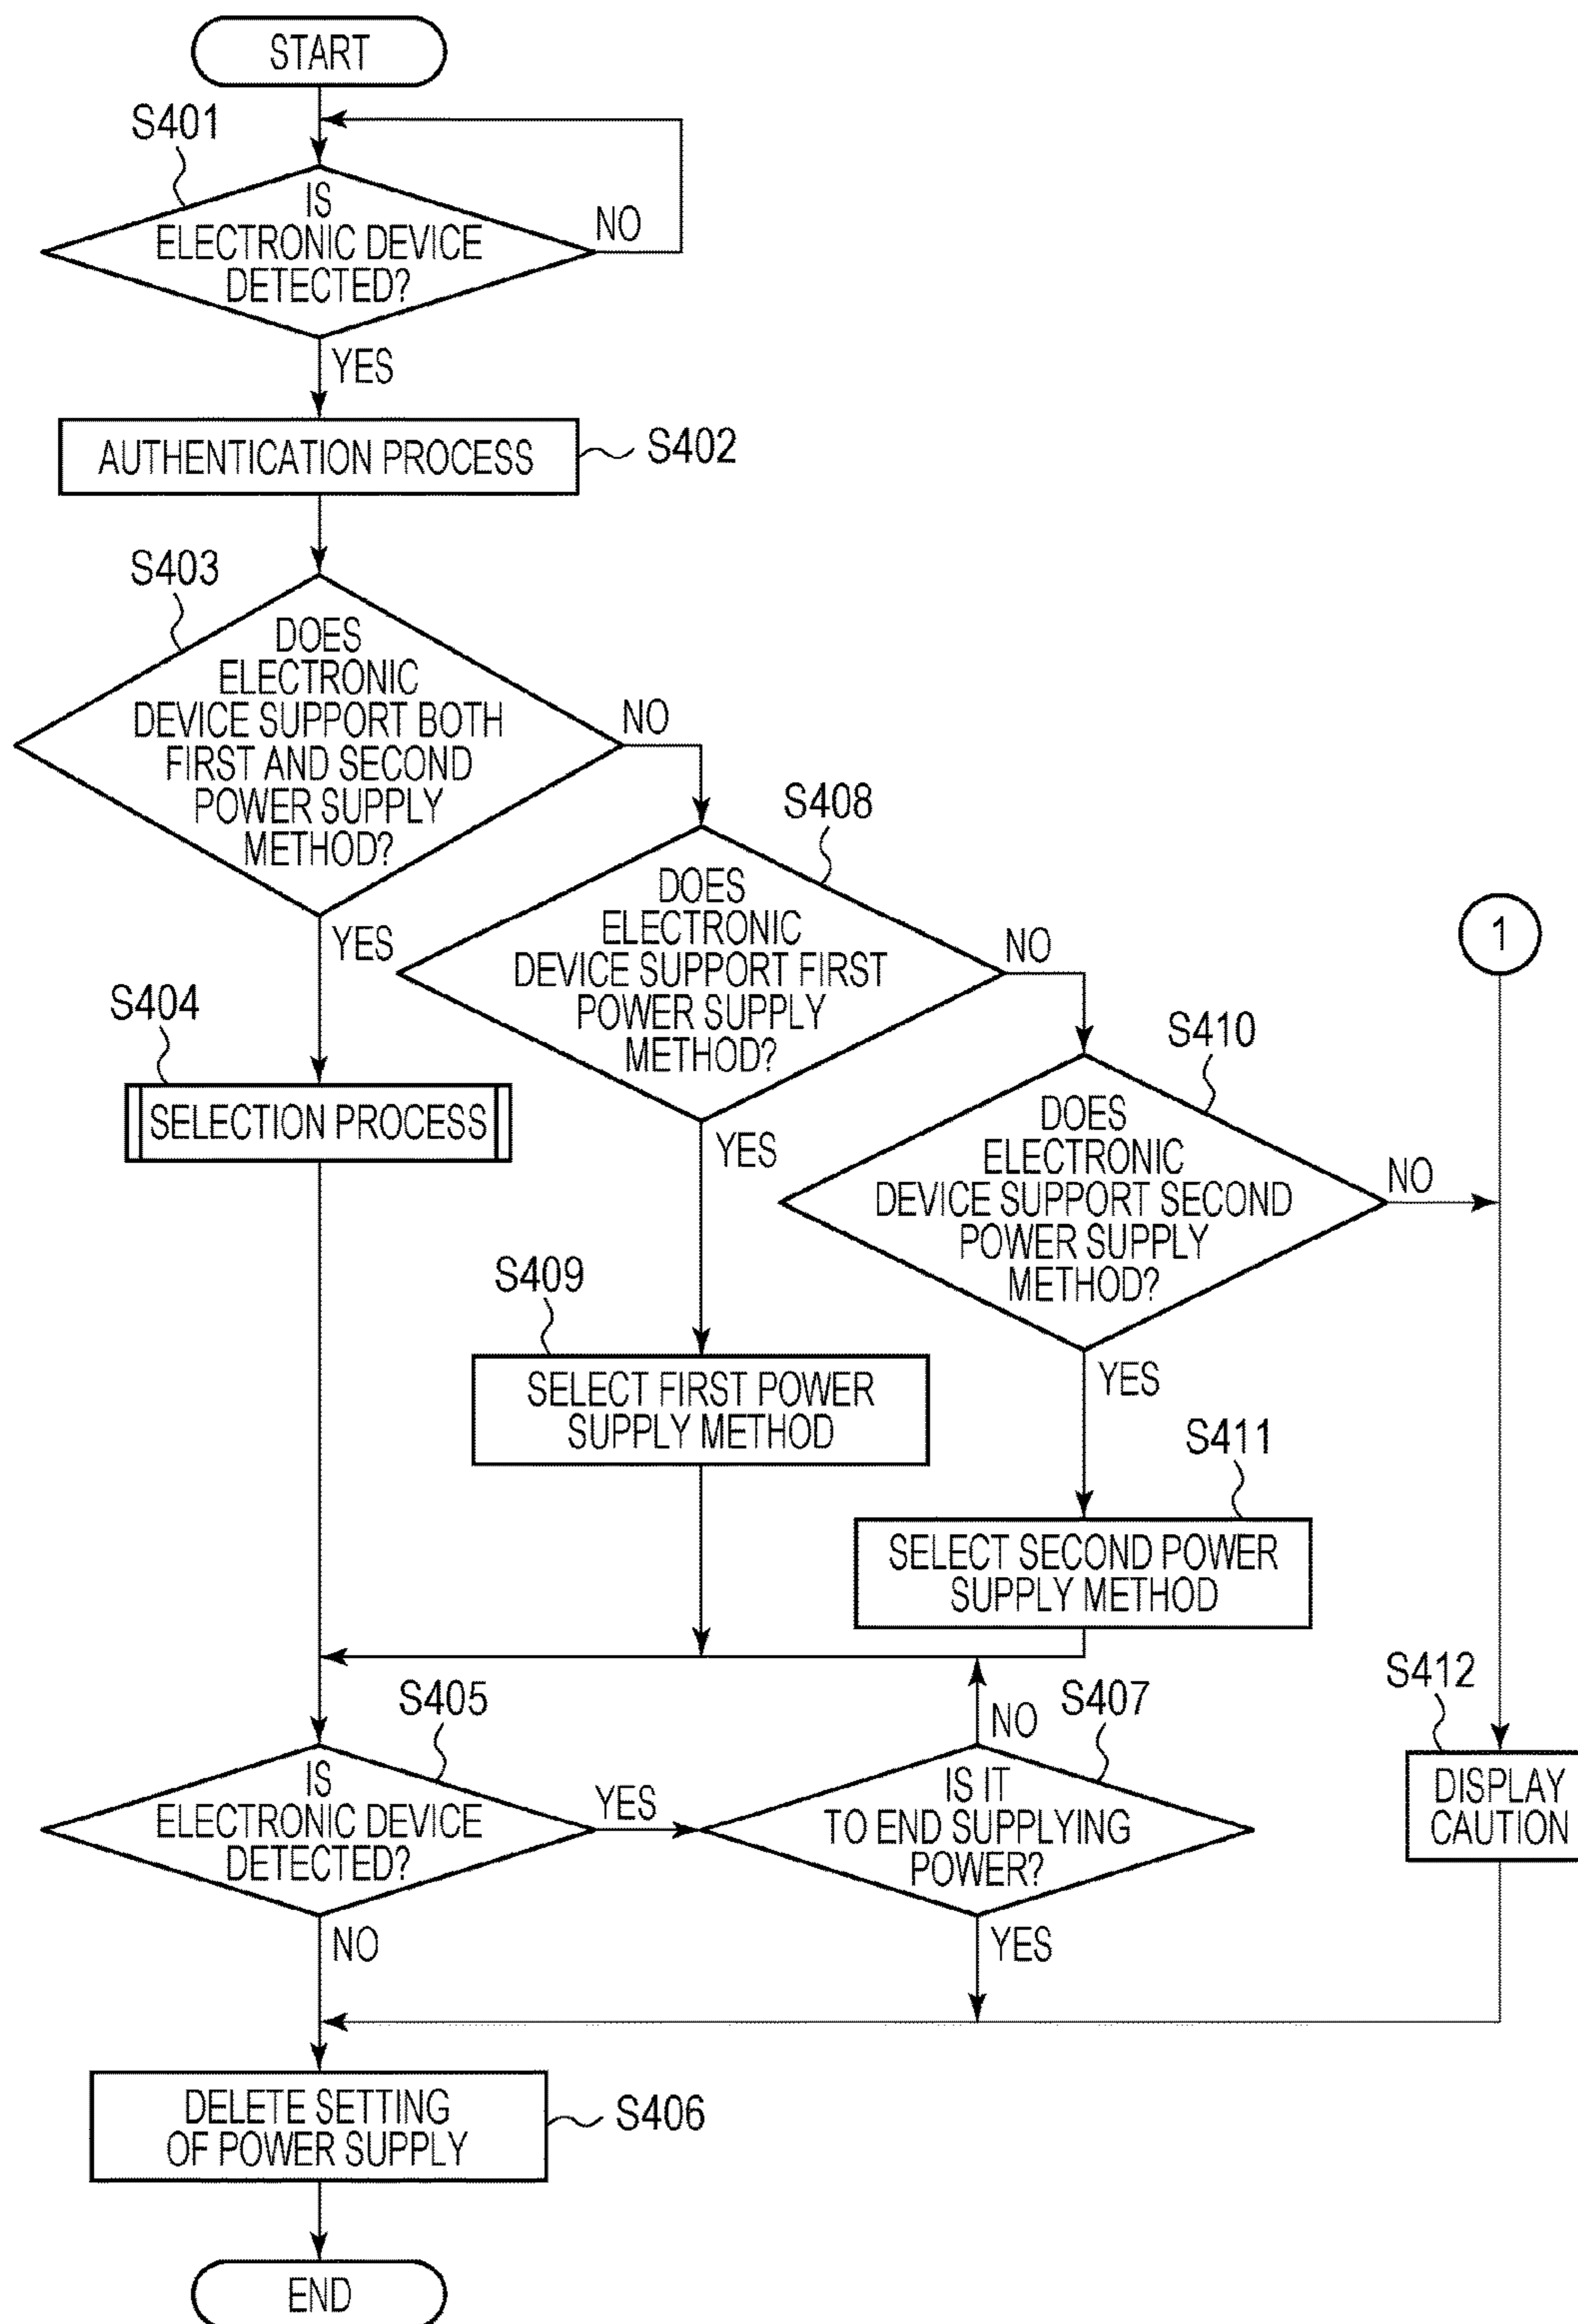 START
S401
IS
ELECTRONIC DEVICE
DETECTED?
NO
YES
AUTHENTICATION PROCESS
S402
S403
DOES
ELECTRONIC
DEVICE SUPPORT BOTH
FIRST AND SECOND
POWER SUPPLY
METHOD?
NO
YES
S408
DOES
ELECTRONIC
DEVICE SUPPORT FIRST
POWER SUPPLY
METHOD?
NO
YES
1
S404
SELECTION PROCESS
S410
DOES
ELECTRONIC
DEVICE SUPPORT SECOND
POWER SUPPLY
METHOD?
NO
YES
S409
SELECT FIRST POWER
SUPPLY METHOD
S411
SELECT SECOND POWER
SUPPLY METHOD
S405
IS
ELECTRONIC DEVICE
DETECTED?
YES
NO
S407
NO
IS IT
TO END SUPPLYING
POWER?
YES
S412
DISPLAY
CAUTION
DELETE SETTING
OF POWER SUPPLY
S406
END